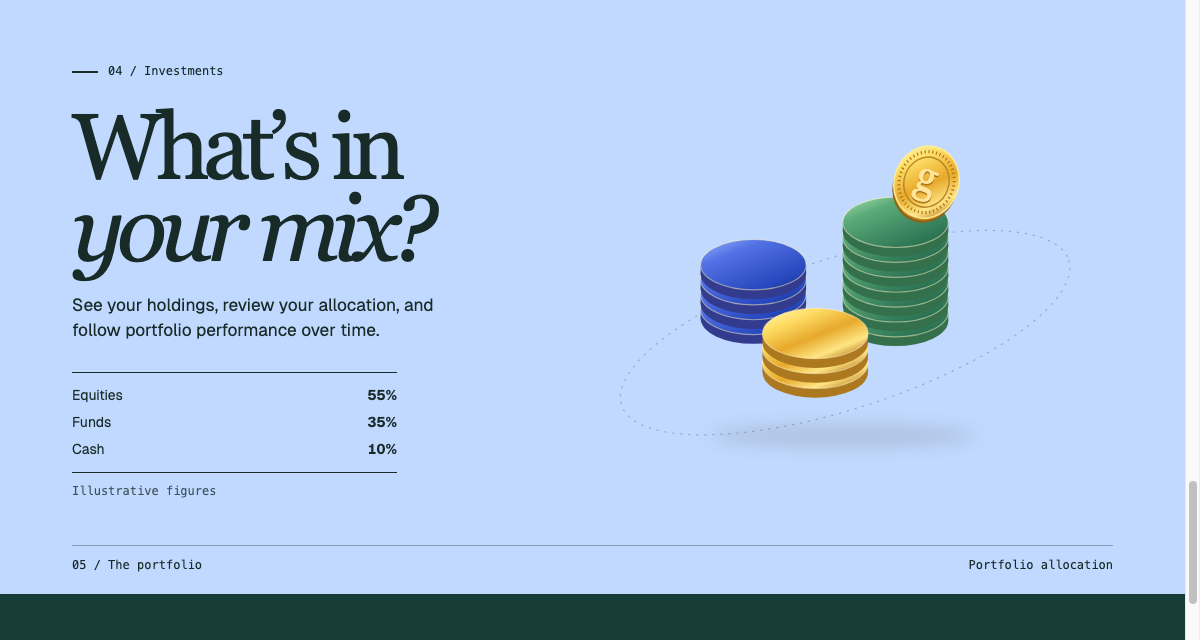 04 / Investments
What's in
your mix?
See your holdings, review your allocation, and
follow portfolio performance over time.
Equities 55%
Funds 35%
Cash 10%
Illustrative figures
g
05 / The portfolio
Portfolio allocation